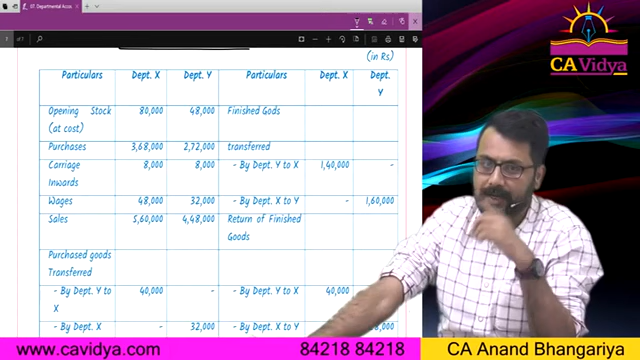 07 Departmental Acco
(in Rs)
Particulars Dept. X Dept. Y Particulars Dept. X Dept. Y
Opening Stock (at cost) 80,000 48,000 Finished Gods
Purchases 3,68,000 2,72,000 transferred
Carriage Inwards 8,000 8,000 - By Dept. Y to X 1,40,000 -
Wages 48,000 32,000 - By Dept. X to Y - 1,60,000
Sales 5,60,000 4,48,000 Return of Finished Goods
Purchased goods Transferred
- By Dept. Y to X 40,000 - - By Dept. Y to X 40,000
- By Dept. X - 32,000 - By Dept. X to Y
CA Vidya
www.cavidya.com 84218 84218 CA Anand Bhangariya